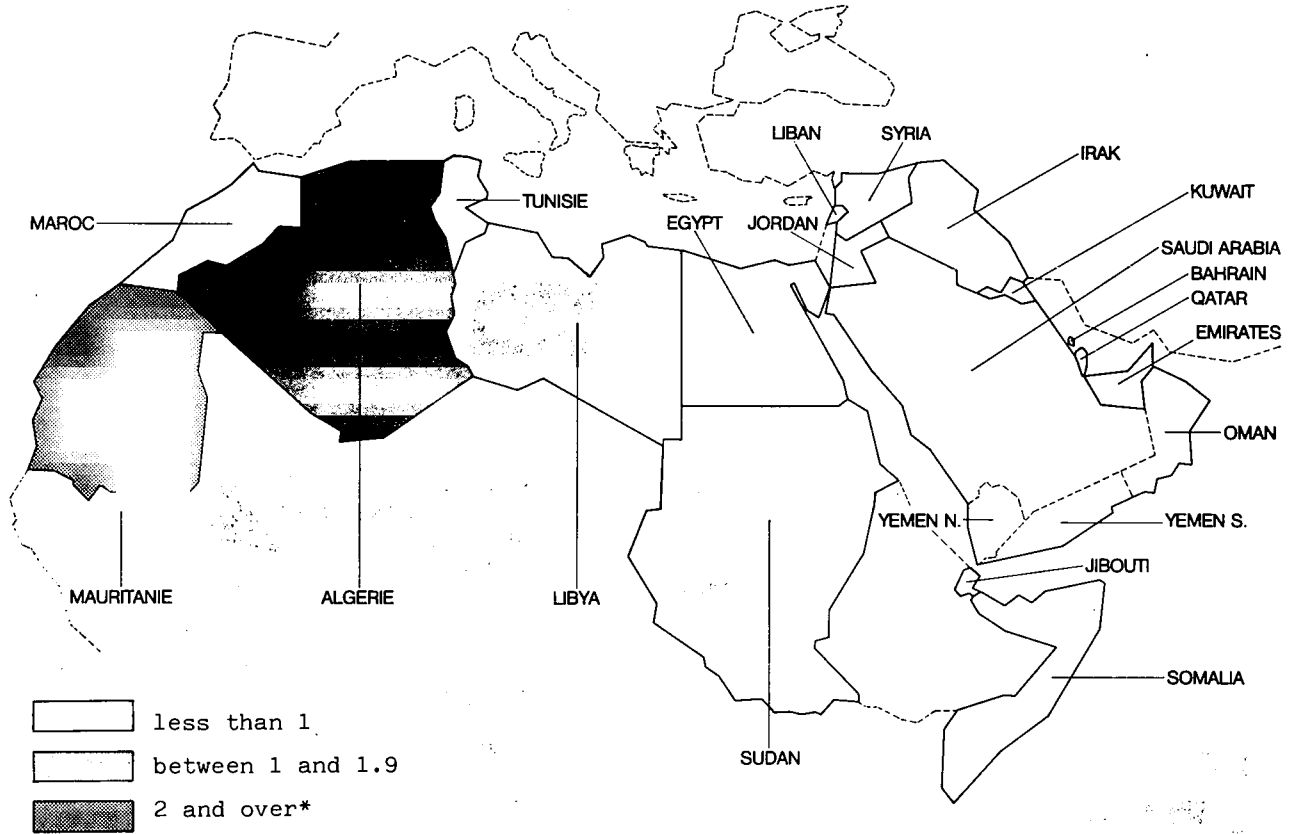 LIBAN
SYRIA
IRAK
KUWAIT
MAROC
TUNISIE
EGYPT
JORDAN
SAUDI ARABIA
BAHRAIN
QATAR
EMIRATES
OMAN
YEMEN N.
YEMEN S.
JIBOUTI
MAURITANIE
ALGERIE
LIBYA
SOMALIA
SUDAN
less than 1
between 1 and 1.9
2 and over*